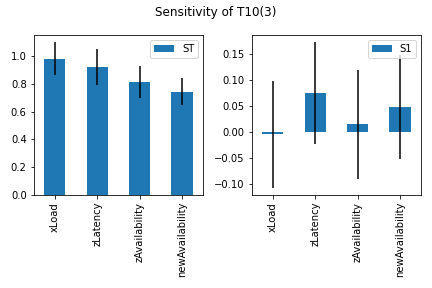 Sensitivity of T10(3)
ST
1.0
0.8
0.6
0.4
0.2
0.0
xLoad
zLatency
zAvailability
newAvailability
S1
0.15
0.10
0.05
0.00
−0.05
−0.10
xLoad
zLatency
zAvailability
newAvailability